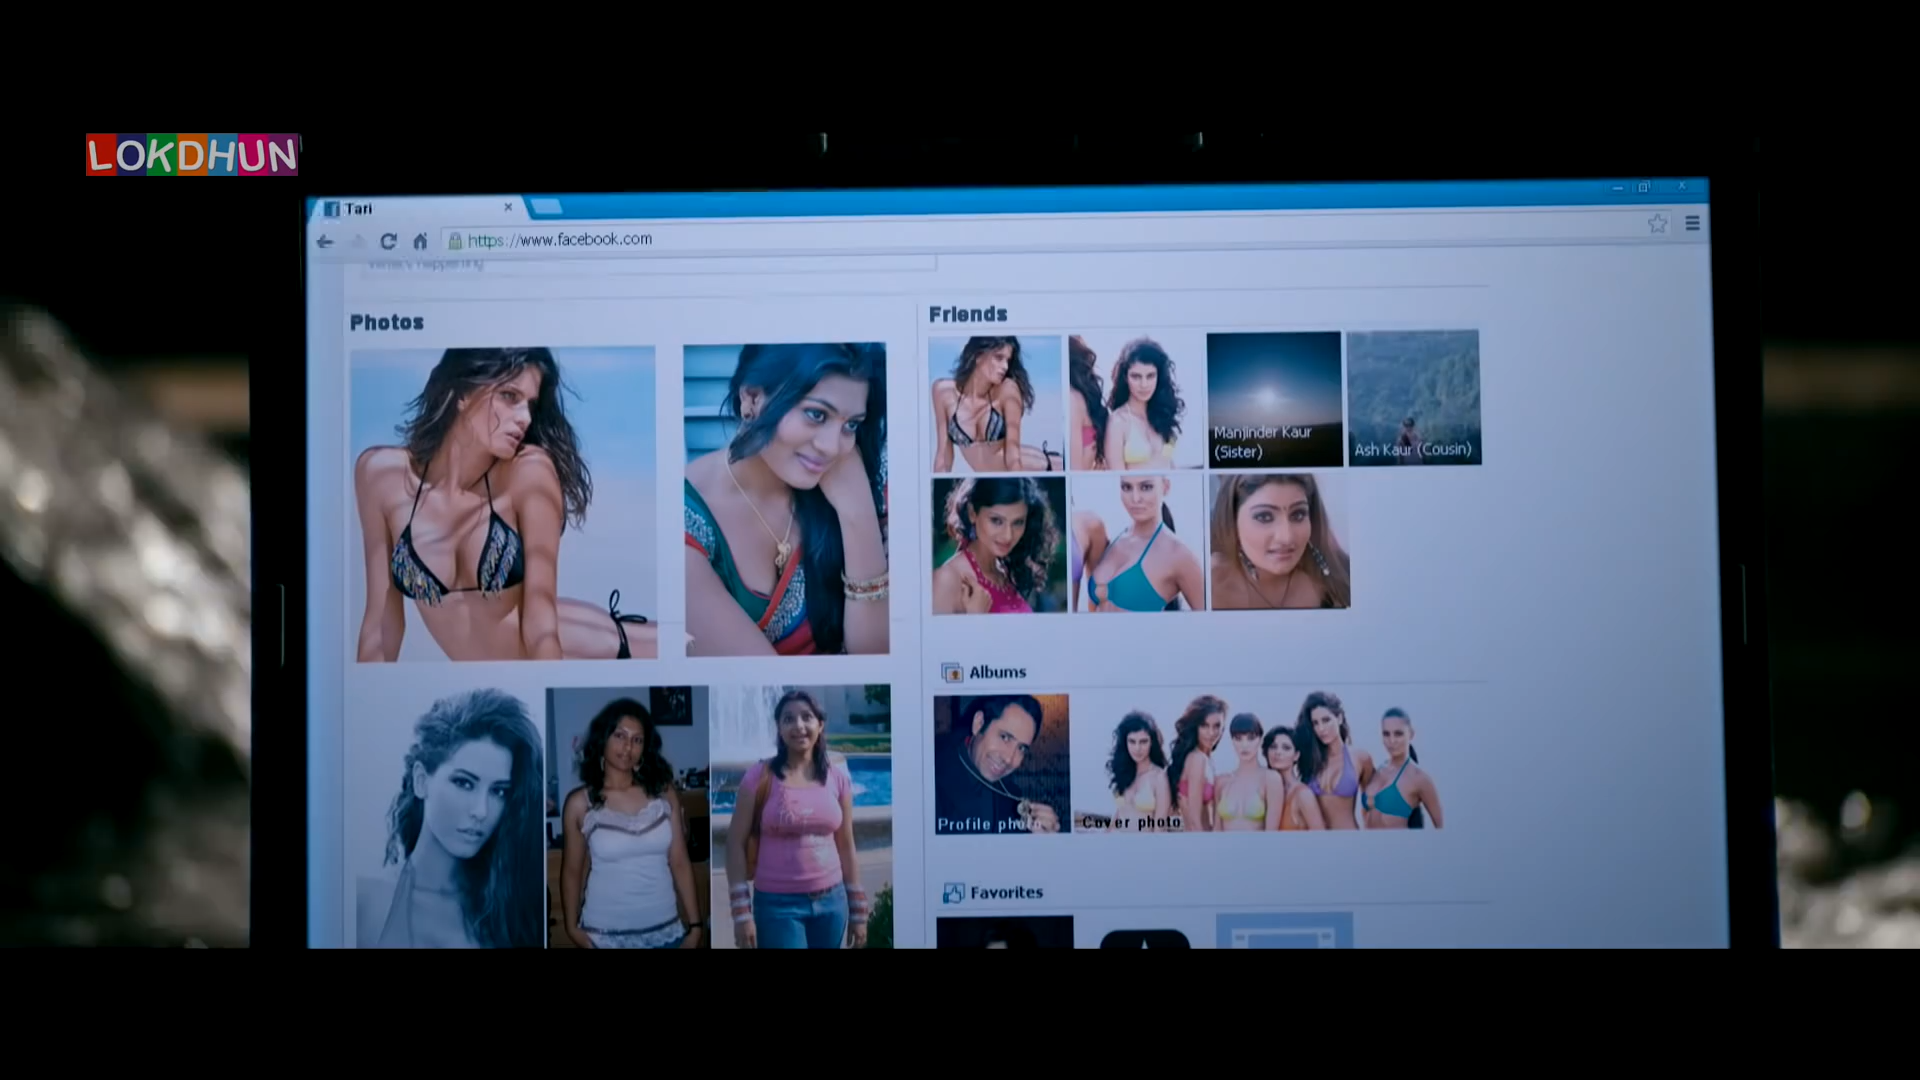 LOKDHUN
Tari
https://www.facebook.com
Photos
Friends
Manjinder Kaur
(Sister)
Ash Kaur (Cousin)
Albums
Profile photo
Cover photo
Favorites